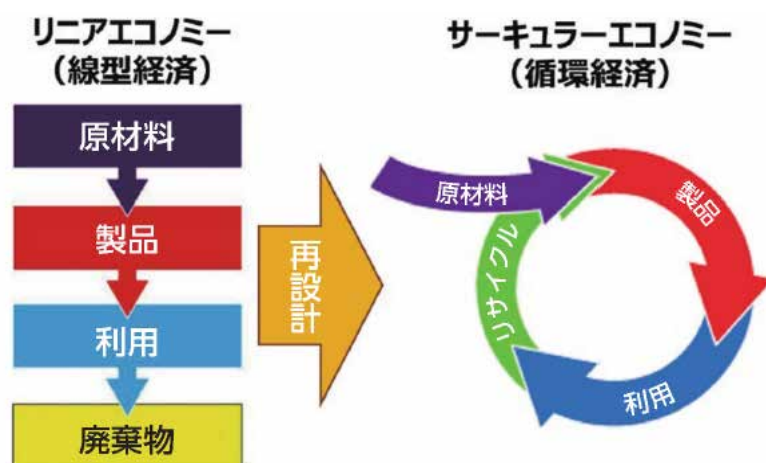 リニアエコノミー
（線型経済）
原材料
製品
利用
廃棄物
再設計
サーキュラーエコノミー
（循環経済）
原材料
製品
利用
リサイクル